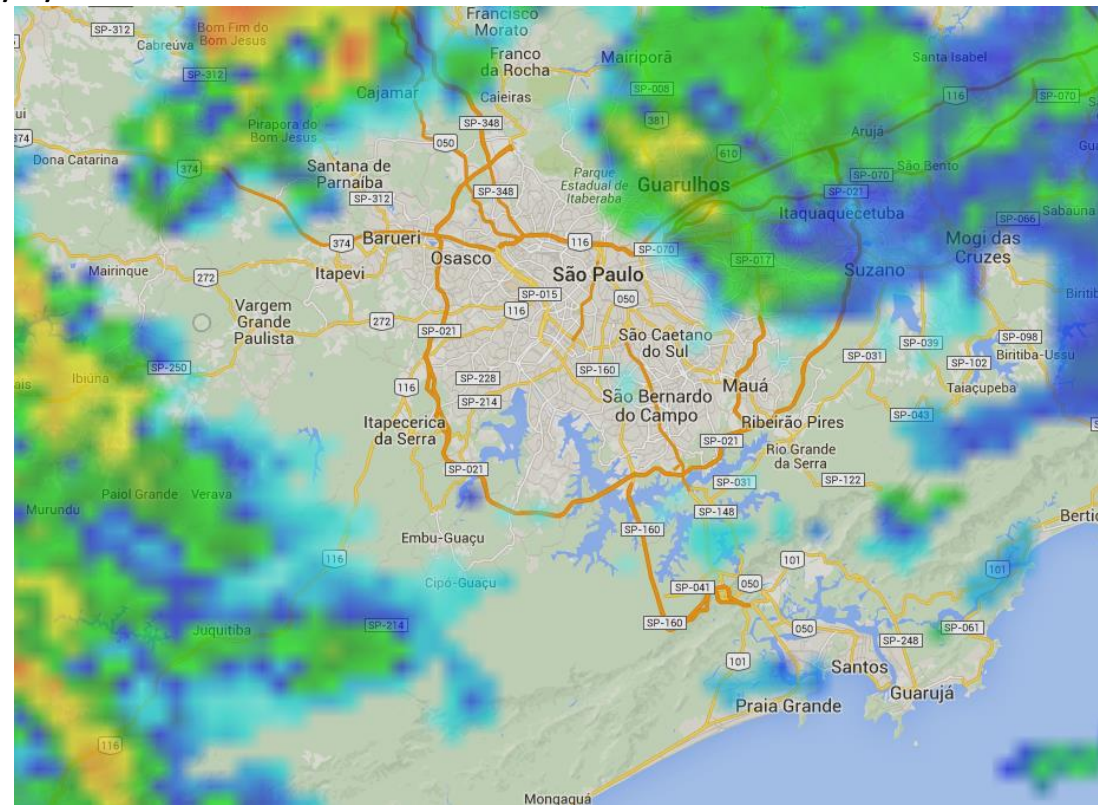 Francisco
Morato
SP-312
Bom Fim do
Bom Jesus
Cabreúva
Franco
da Rocha
Mairiporã
Santa Isabel
SP-312
Cajamar
Caieiras
SP-008
116
SP-070
381
SP-348
Pirapora do
Bom Jesus
050
Arujá
610
Dona Catarina
374
Santana de
Parnaíba
Parque
Estadual de
Itaberaba
Guarulhos
São Bento
SP-070
SP-312
SP-348
SP-021
Itaquaquecetuba
SP-066
Sabaúna
374
Barueri
116
SP-070
Mogi das
Cruzes
Osasco
SP-017
Mairinque
272
Itapevi
São Paulo
Suzano
SP-015
050
Vargem
Grande
Paulista
116
272
SP-021
São Caetano
do Sul
SP-098
SP-039
Biritiba-Ussu
SP-031
SP-250
SP-102
Ibiúna
SP-228
SP-160
116
Mauá
Taiaçupeba
São Bernardo
do Campo
SP-214
SP-043
Itapecerica
da Serra
Ribeirão Pires
SP-021
Rio Grande
da Serra
SP-021
SP-031
SP-122
Paiol Grande
Verava
Murundu
SP-148
SP-160
Embu-Guaçu
116
101
101
Cipó-Guaçu
SP-041
050
SP-160
SP-214
Juquitiba
050
SP-061
SP-248
101
Santos
Guarujá
Praia Grande
116
Mongaguá